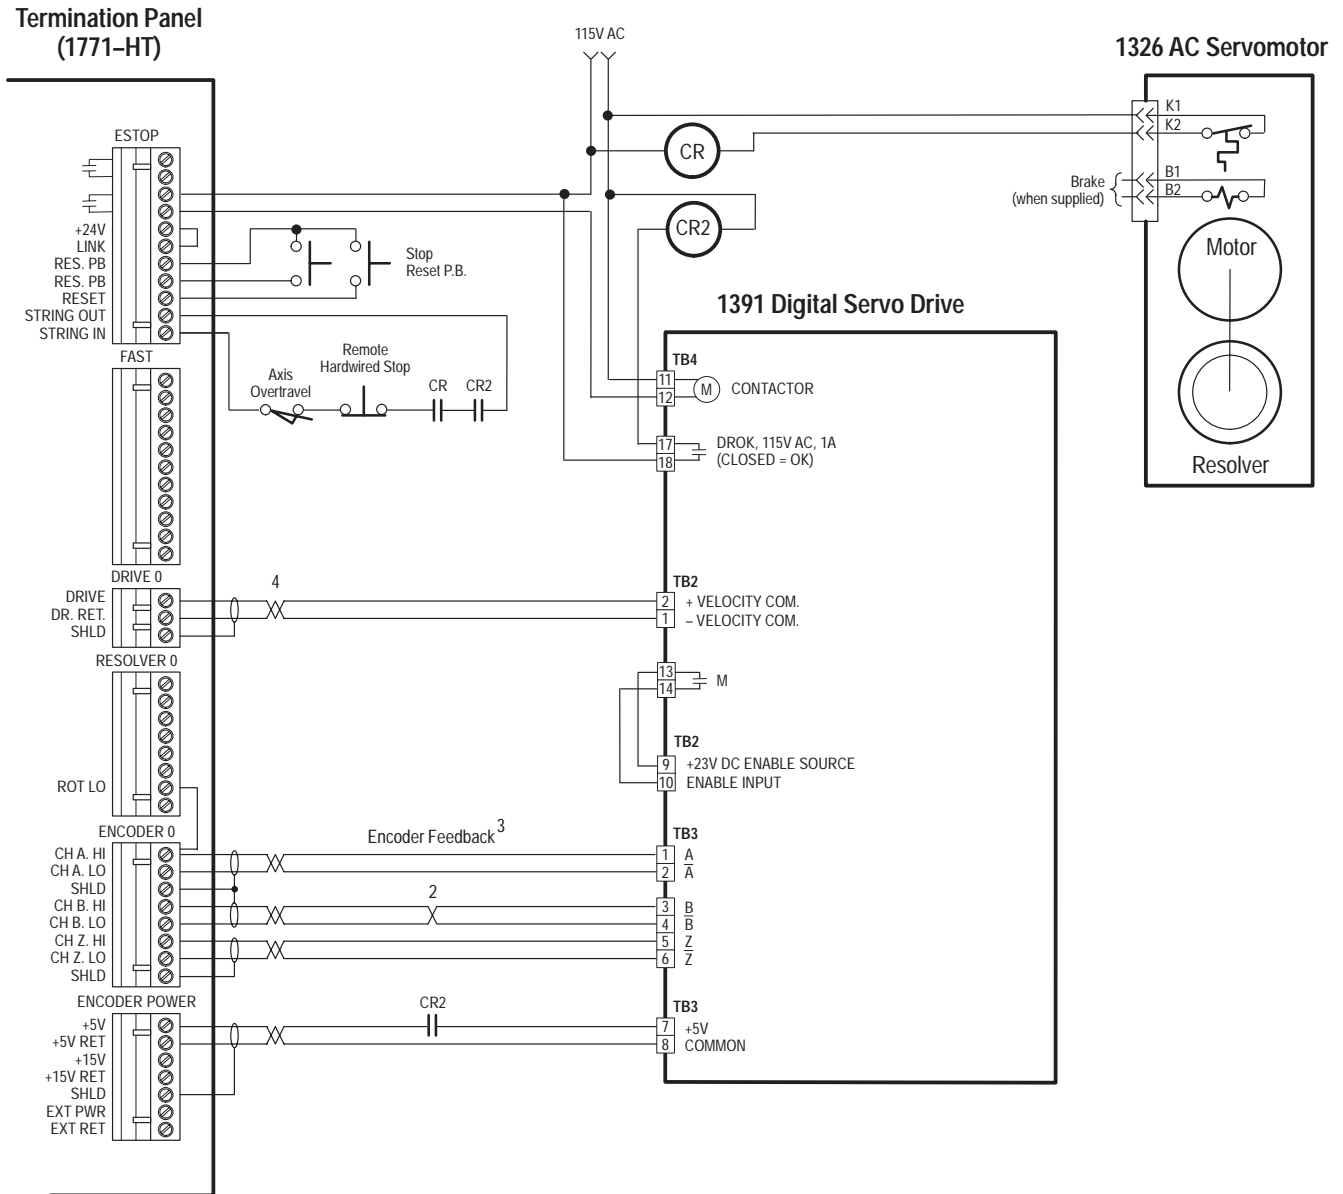 Termination Panel
(1771–HT)
115V AC
1326 AC Servomotor
ESTOP
+24V
LINK
RES. PB
RES. PB
RESET
STRING OUT
STRING IN
Stop
Reset P.B.
CR
CR2
K1
K2
Brake
(when supplied)
B1
B2
Motor
Resolver
Axis
Overtravel
Remote
Hardwired Stop
CR
CR2
1391 Digital Servo Drive
TB4
11
12
M
CONTACTOR
17
18
DROK, 115V AC, 1A
(CLOSED = OK)
FAST
DRIVE 0
DRIVE
DR. RET.
SHLD
4
TB2
2
+ VELOCITY COM.
1
– VELOCITY COM.
13
14
M
TB2
9
+23V DC ENABLE SOURCE
10
ENABLE INPUT
RESOLVER 0
ROT LO
ENCODER 0
CH A. HI
CH A. LO
SHLD
CH B. HI
CH B. LO
CH Z. HI
CH Z. LO
SHLD
Encoder Feedback 3
2
TB3
1
A
2
A̅
3
B
4
B̅
5
Z
6
Z̅
ENCODER POWER
+5V
+5V RET
+15V
+15V RET
SHLD
EXT PWR
EXT RET
CR2
TB3
7
+5V
8
COMMON